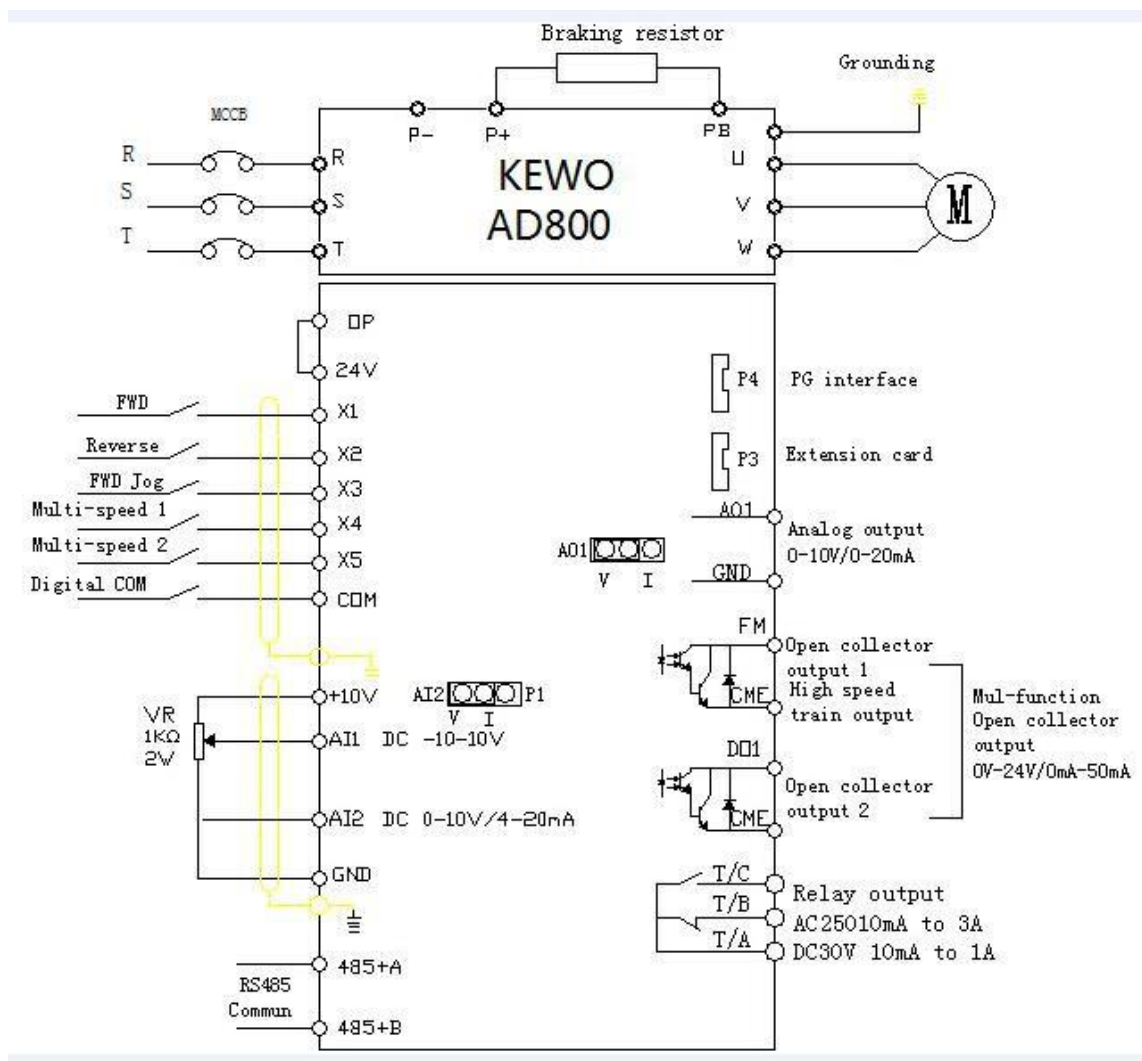 Braking resistor
Grounding
MCCB
P-
P+
PB
R
R
U
KEWO
AD800
S
S
V
M
T
T
W
OP
24V
P4
PG interface
FWD
X1
Reverse
X2
P3
Extension card
FWD Jog
X3
Multi-speed 1
X4
AO1
Analog output
0-10V/0-20mA
Multi-speed 2
X5
AO1
V I
GND
Digital COM
COM
FM
Open collector
output 1
High speed
train output
CME
Mul-function
Open collector
output
0V-24V/0mA-50mA
+10V
AI2
P1
V I
VR
1KΩ
2W
AI1 DC -10-10V
DO1
Open collector
output 2
CME
AI2 DC 0-10V/4-20mA
GND
T/C
T/B
T/A
Relay output
AC25010mA to 3A
DC30V 10mA to 1A
485+A
RS485
Commun
485+B